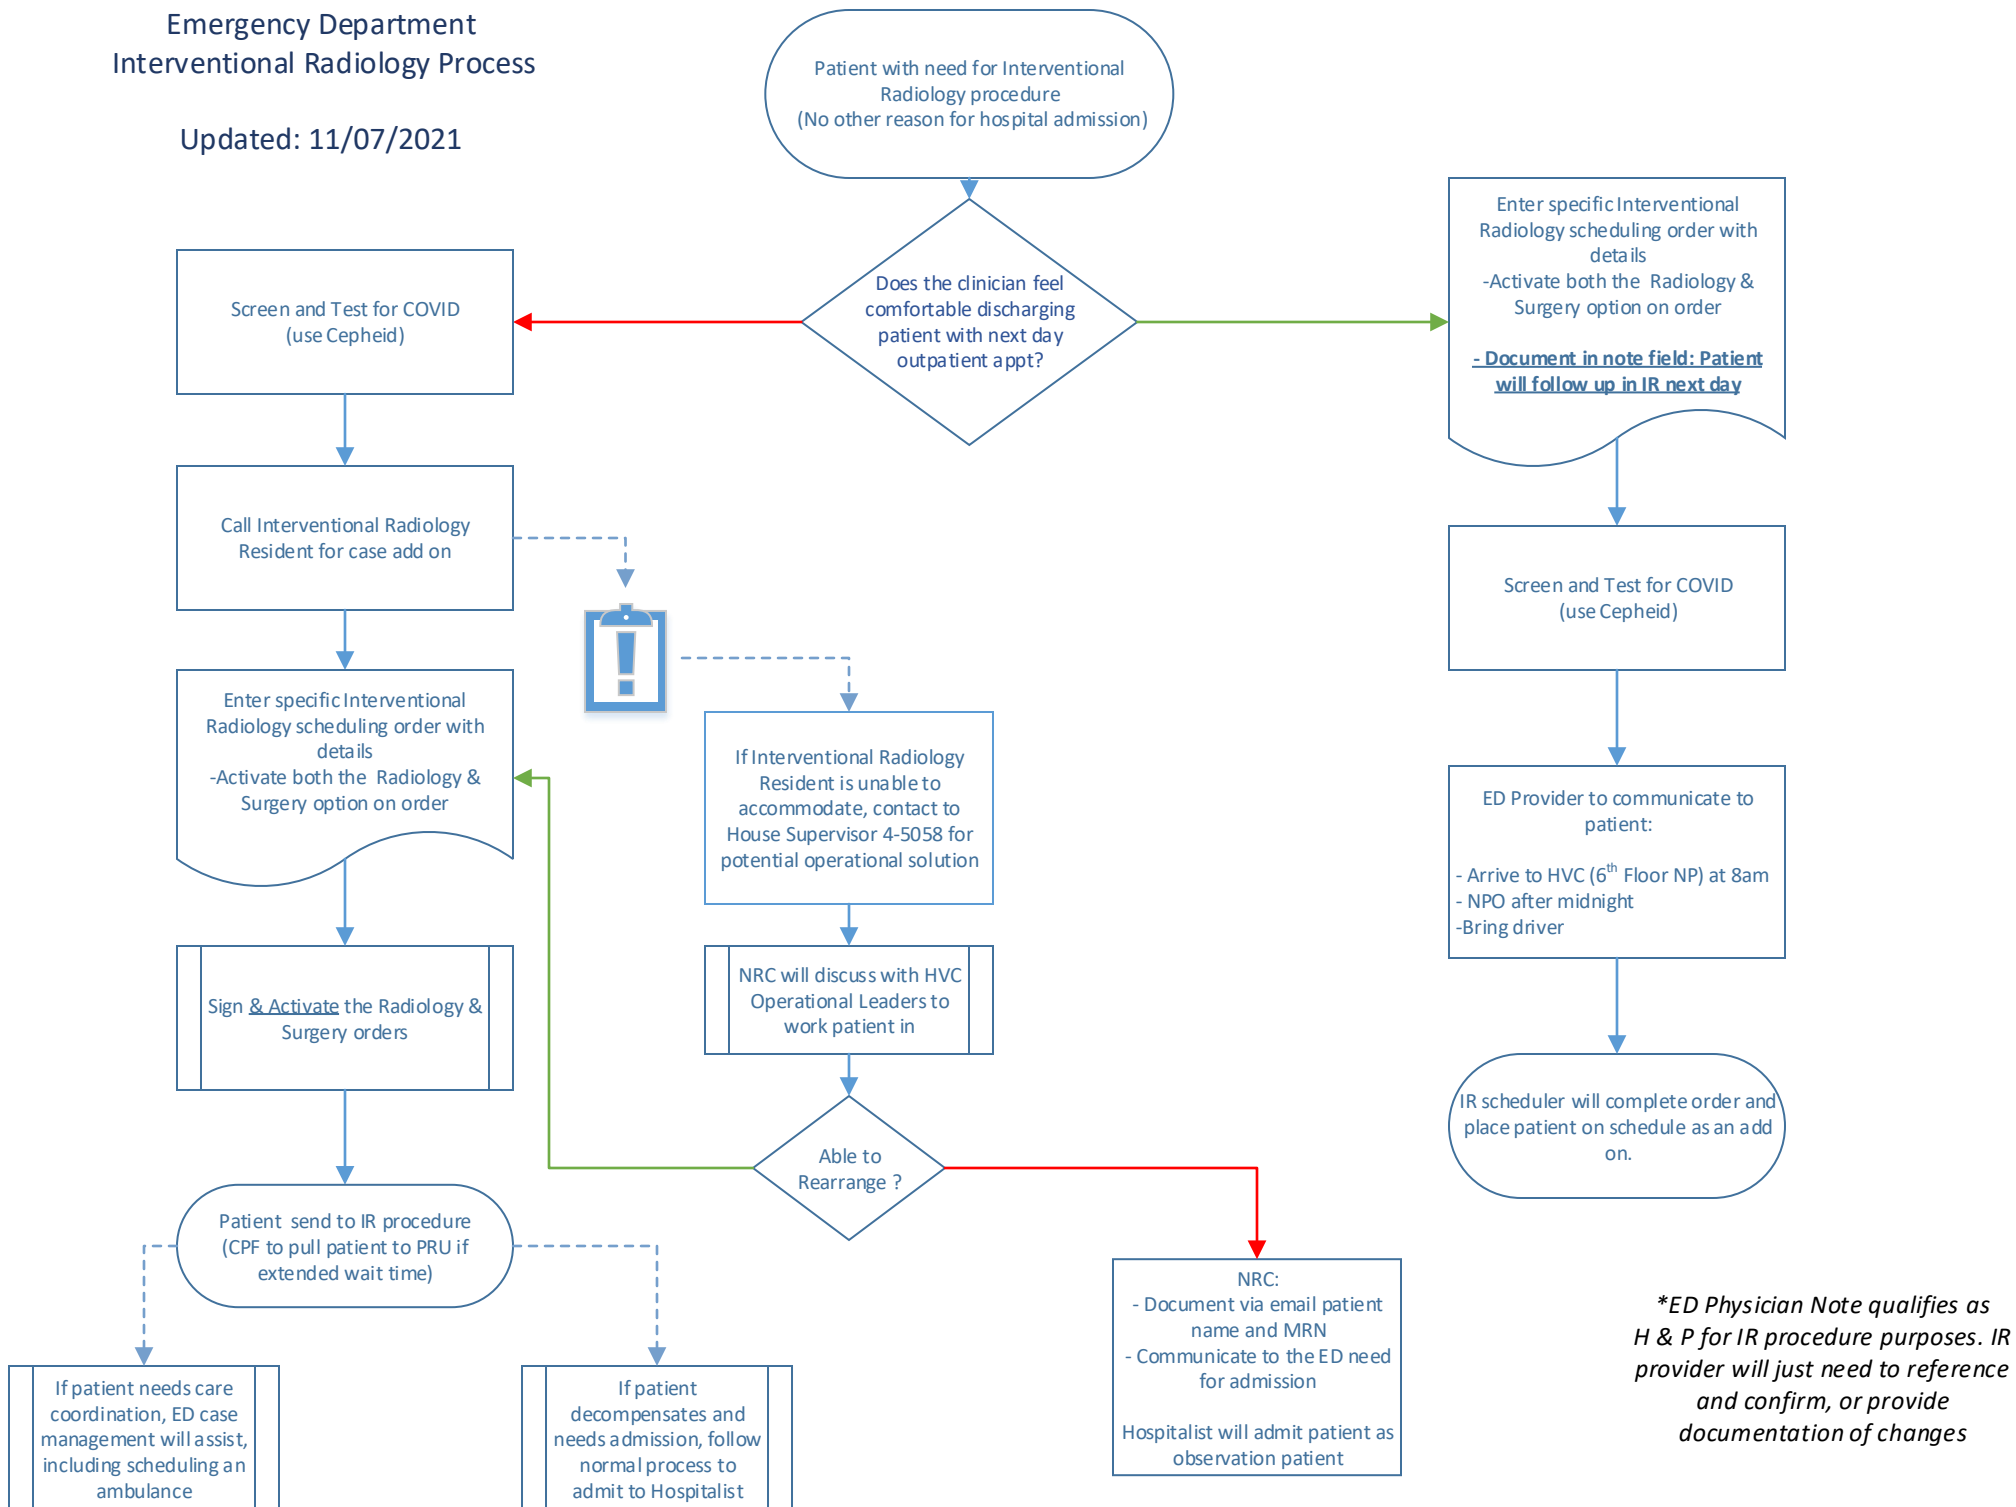 Emergency Department
Interventional Radiology Process
Updated: 11/07/2021
Patient with need for Interventional
Radiology procedure
(No other reason for hospital admission)
Does the clinician feel
comfortable discharging
patient with next day
outpatient appt?
Screen and Test for COVID
(use Cepheid)
Call Interventional Radiology
Resident for case add on
Enter specific Interventional
Radiology scheduling order with
details
-Activate both the Radiology &
Surgery option on order
Sign & Activate the Radiology &
Surgery orders
Patient send to IR procedure
(CPF to pull patient to PRU if
extended wait time)
If patient needs care
coordination, ED case
management will assist,
including scheduling an
ambulance
If patient
decompensates and
needs admission, follow
normal process to
admit to Hospitalist
If Interventional Radiology
Resident is unable to
accommodate, contact to
House Supervisor 4-5058 for
potential operational solution
NRC will discuss with HVC
Operational Leaders to
work patient in
Able to
Rearrange ?
NRC:
- Document via email patient
name and MRN
- Communicate to the ED need
for admission
Hospitalist will admit patient as
observation patient
Enter specific Interventional
Radiology scheduling order with
details
-Activate both the Radiology &
Surgery option on order
- Document in note field: Patient
will follow up in IR next day
Screen and Test for COVID
(use Cepheid)
ED Provider to communicate to
patient:
- Arrive to HVC (6th Floor NP) at 8am
- NPO after midnight
-Bring driver
IR scheduler will complete order and
place patient on schedule as an add
on.
*ED Physician Note qualifies as
H & P for IR procedure purposes. IR
provider will just need to reference
and confirm, or provide
documentation of changes